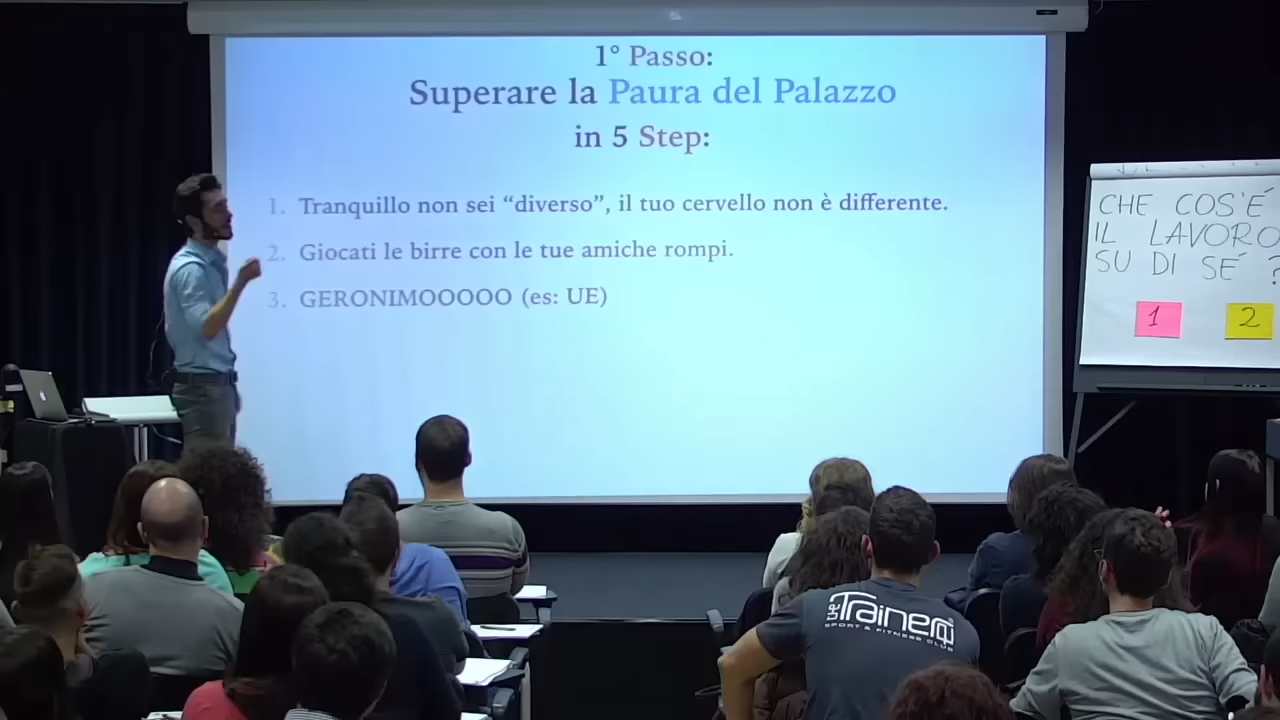 1° Passo:
Superare la Paura del Palazzo
in 5 Step:
1. Tranquillo non sei “diverso”, il tuo cervello non è differente.
2. Giocati le birre con le tue amiche rompi.
3. GERONIMOOOOO (es: UE)
CHE COS'É
IL LAVORO
SU DI SÉ ?
1
2
the Trainer
SPORT & FITNESS CLUB